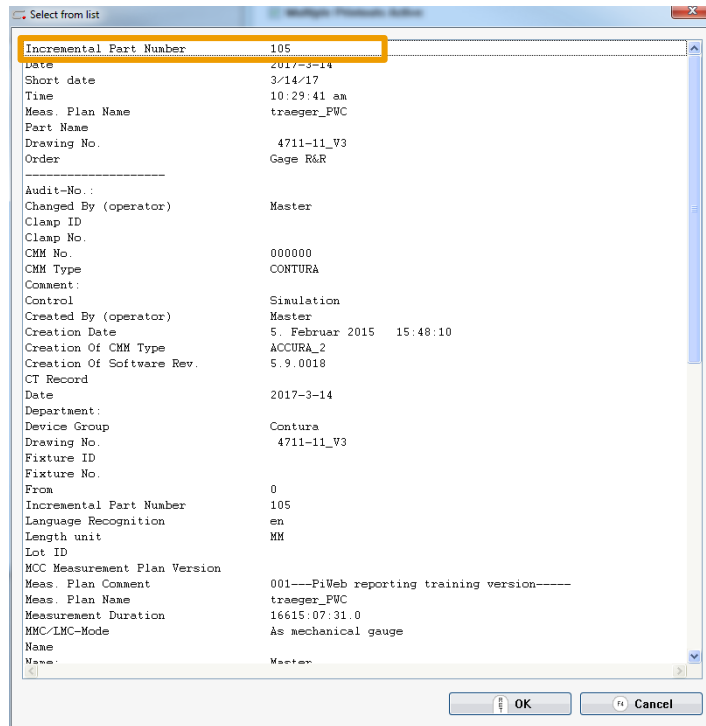 Select from list
Incremental Part Number 105
Date 2017-3-14
Short date 3/14/17
Time 10:29:41 am
Meas. Plan Name traeger_PWC
Part Name
Drawing No. 4711-11_V3
Order Gage R&R
--------------------
Audit-No.:
Changed By (operator) Master
Clamp ID
Clamp No.
CMM No. 000000
CMM Type CONTURA
Comment:
Control Simulation
Created By (operator) Master
Creation Date 5. Februar 2015 15:48:10
Creation Of CMM Type ACCURA_2
Creation Of Software Rev. 5.9.0018
CT Record
Date 2017-3-14
Department:
Device Group Contura
Drawing No. 4711-11_V3
Fixture ID
Fixture No.
From 0
Incremental Part Number 105
Language Recognition en
Length unit MM
Lot ID
MCC Measurement Plan Version
Meas. Plan Comment 001---PiWeb reporting training version-----
Meas. Plan Name traeger_PWC
Measurement Duration 16615:07:31.0
MMC/LMC-Mode As mechanical gauge
Name
Name: Master
RET OK F4 Cancel